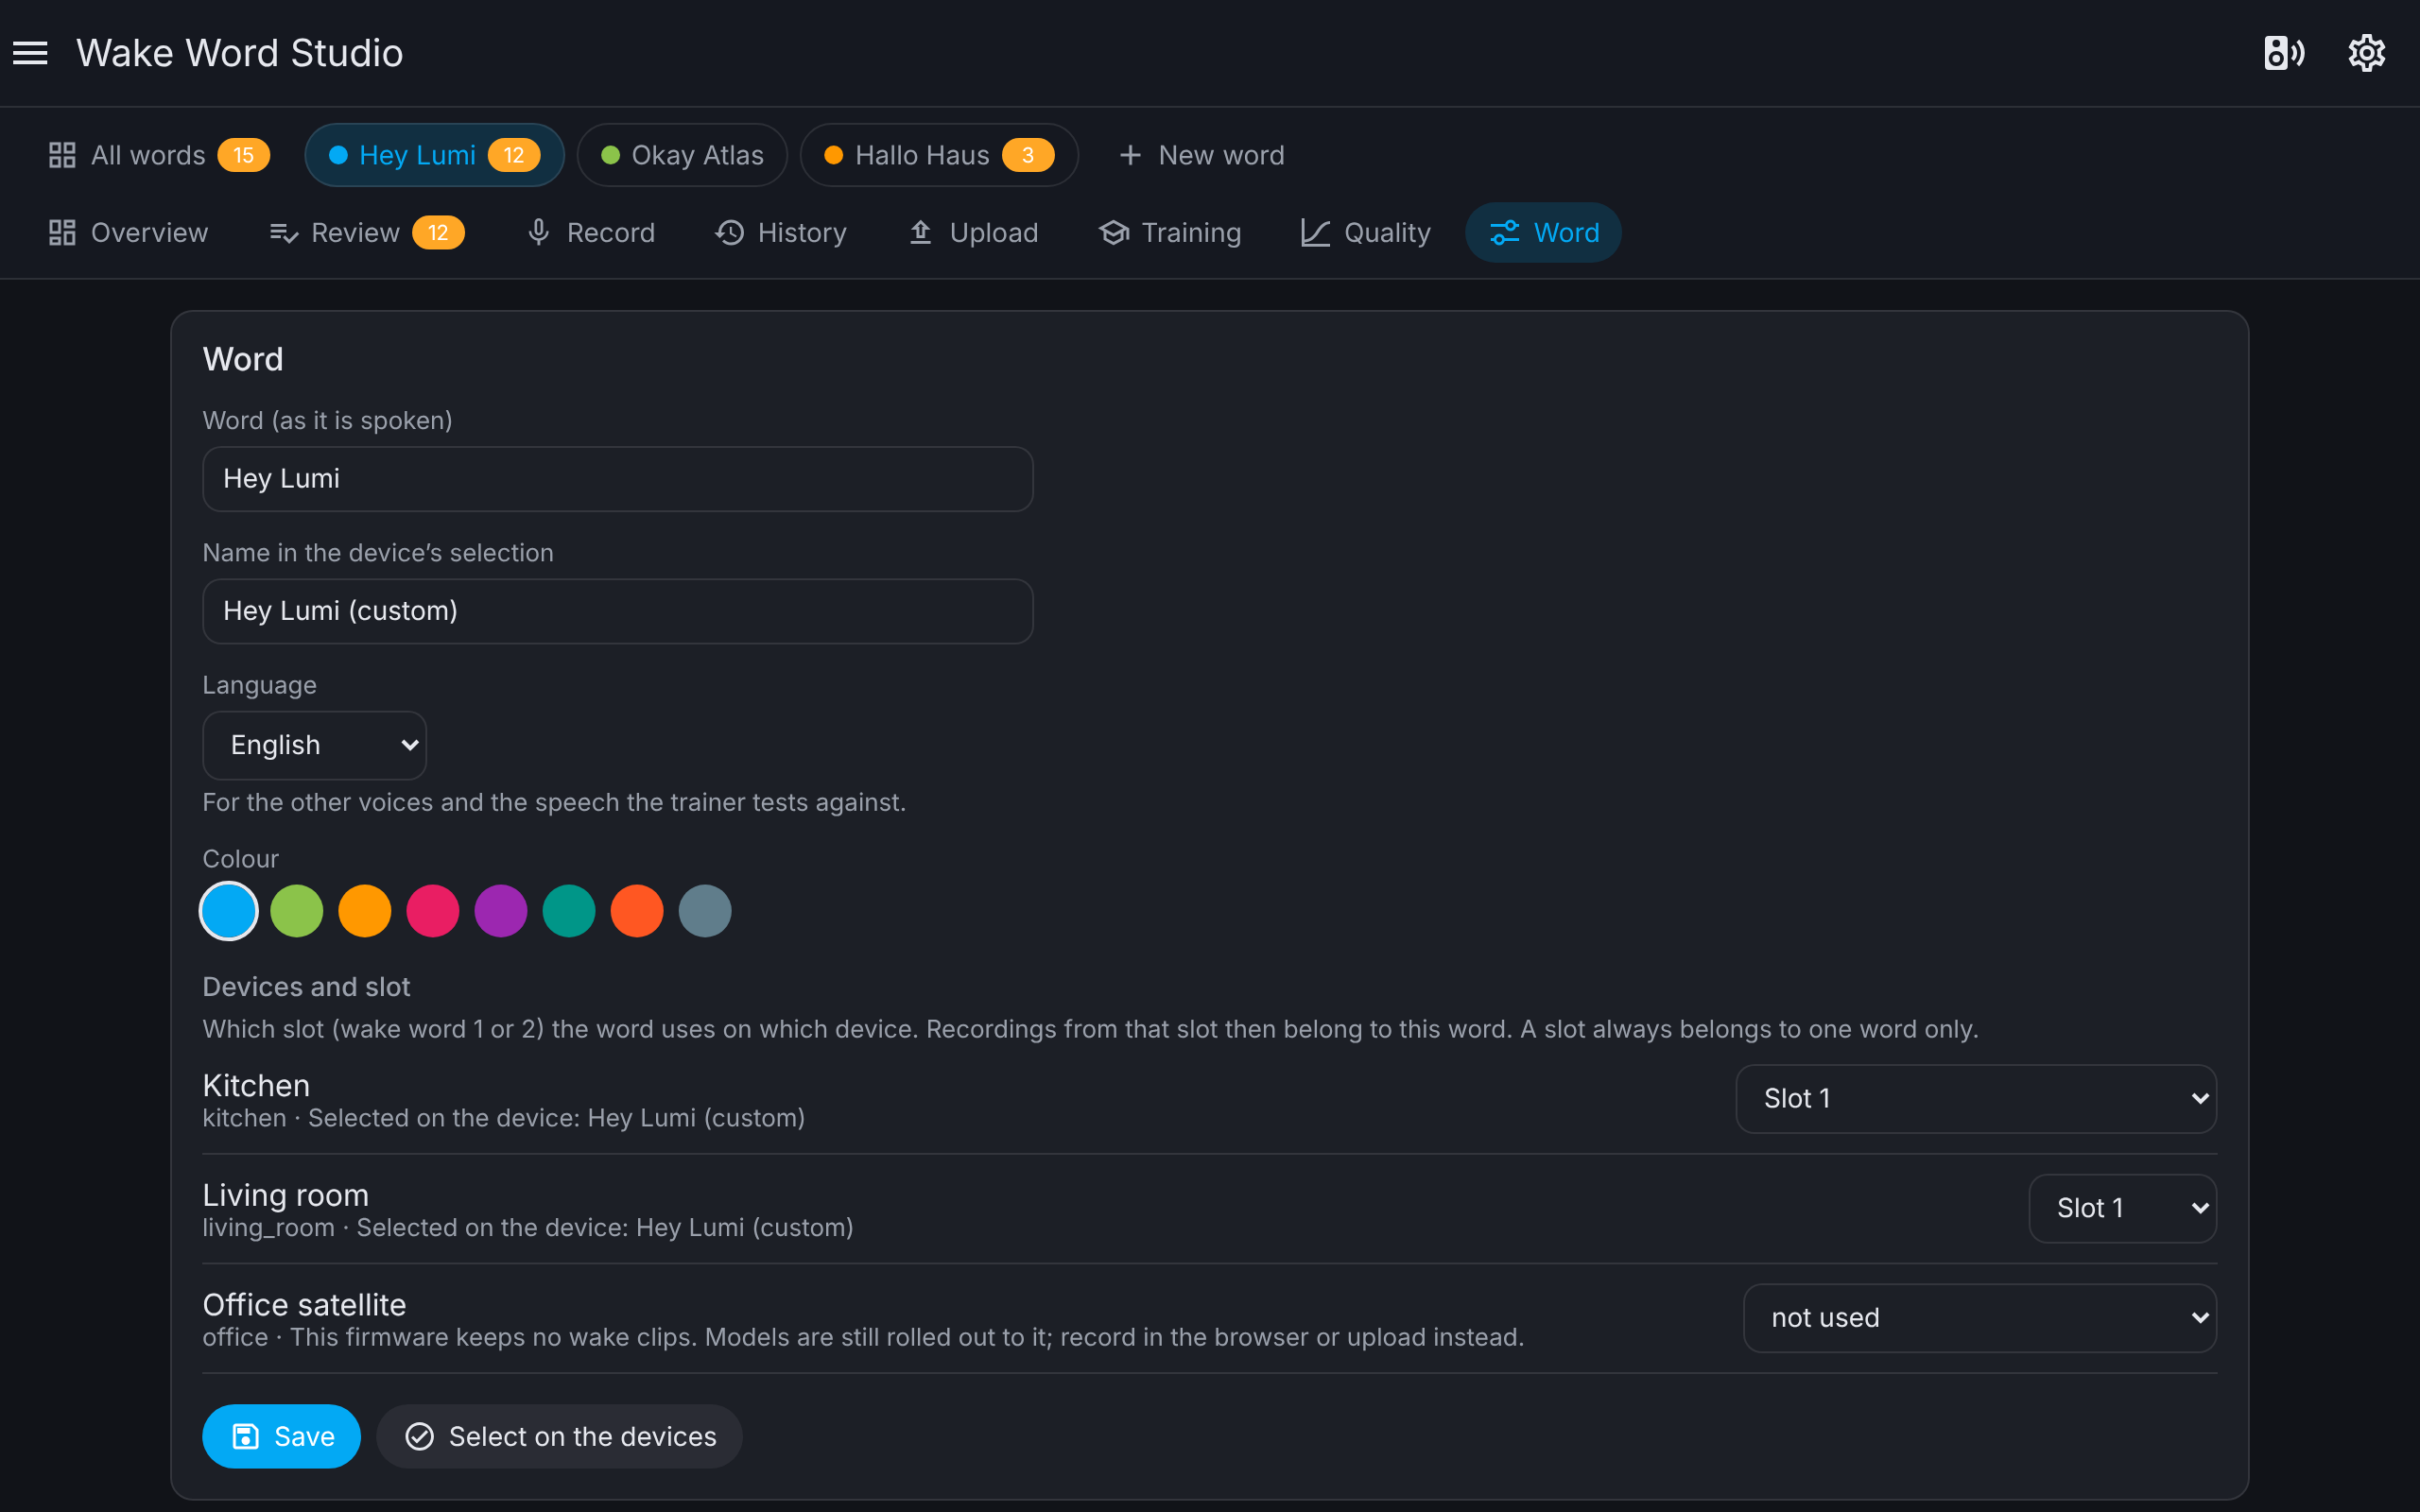 Wake Word Studio
All words 15 Hey Lumi 12 Okay Atlas Hallo Haus 3 New word
Overview Review 12 Record History Upload Training Quality Word
Word
Word (as it is spoken)
Hey Lumi
Name in the device’s selection
Hey Lumi (custom)
Language
English
For the other voices and the speech the trainer tests against.
Colour
Devices and slot
Which slot (wake word 1 or 2) the word uses on which device. Recordings from that slot then belong to this word. A slot always belongs to one word only.
Kitchen
kitchen · Selected on the device: Hey Lumi (custom)
Slot 1
Living room
living_room · Selected on the device: Hey Lumi (custom)
Slot 1
Office satellite
office · This firmware keeps no wake clips. Models are still rolled out to it; record in the browser or upload instead.
not used
Save Select on the devices